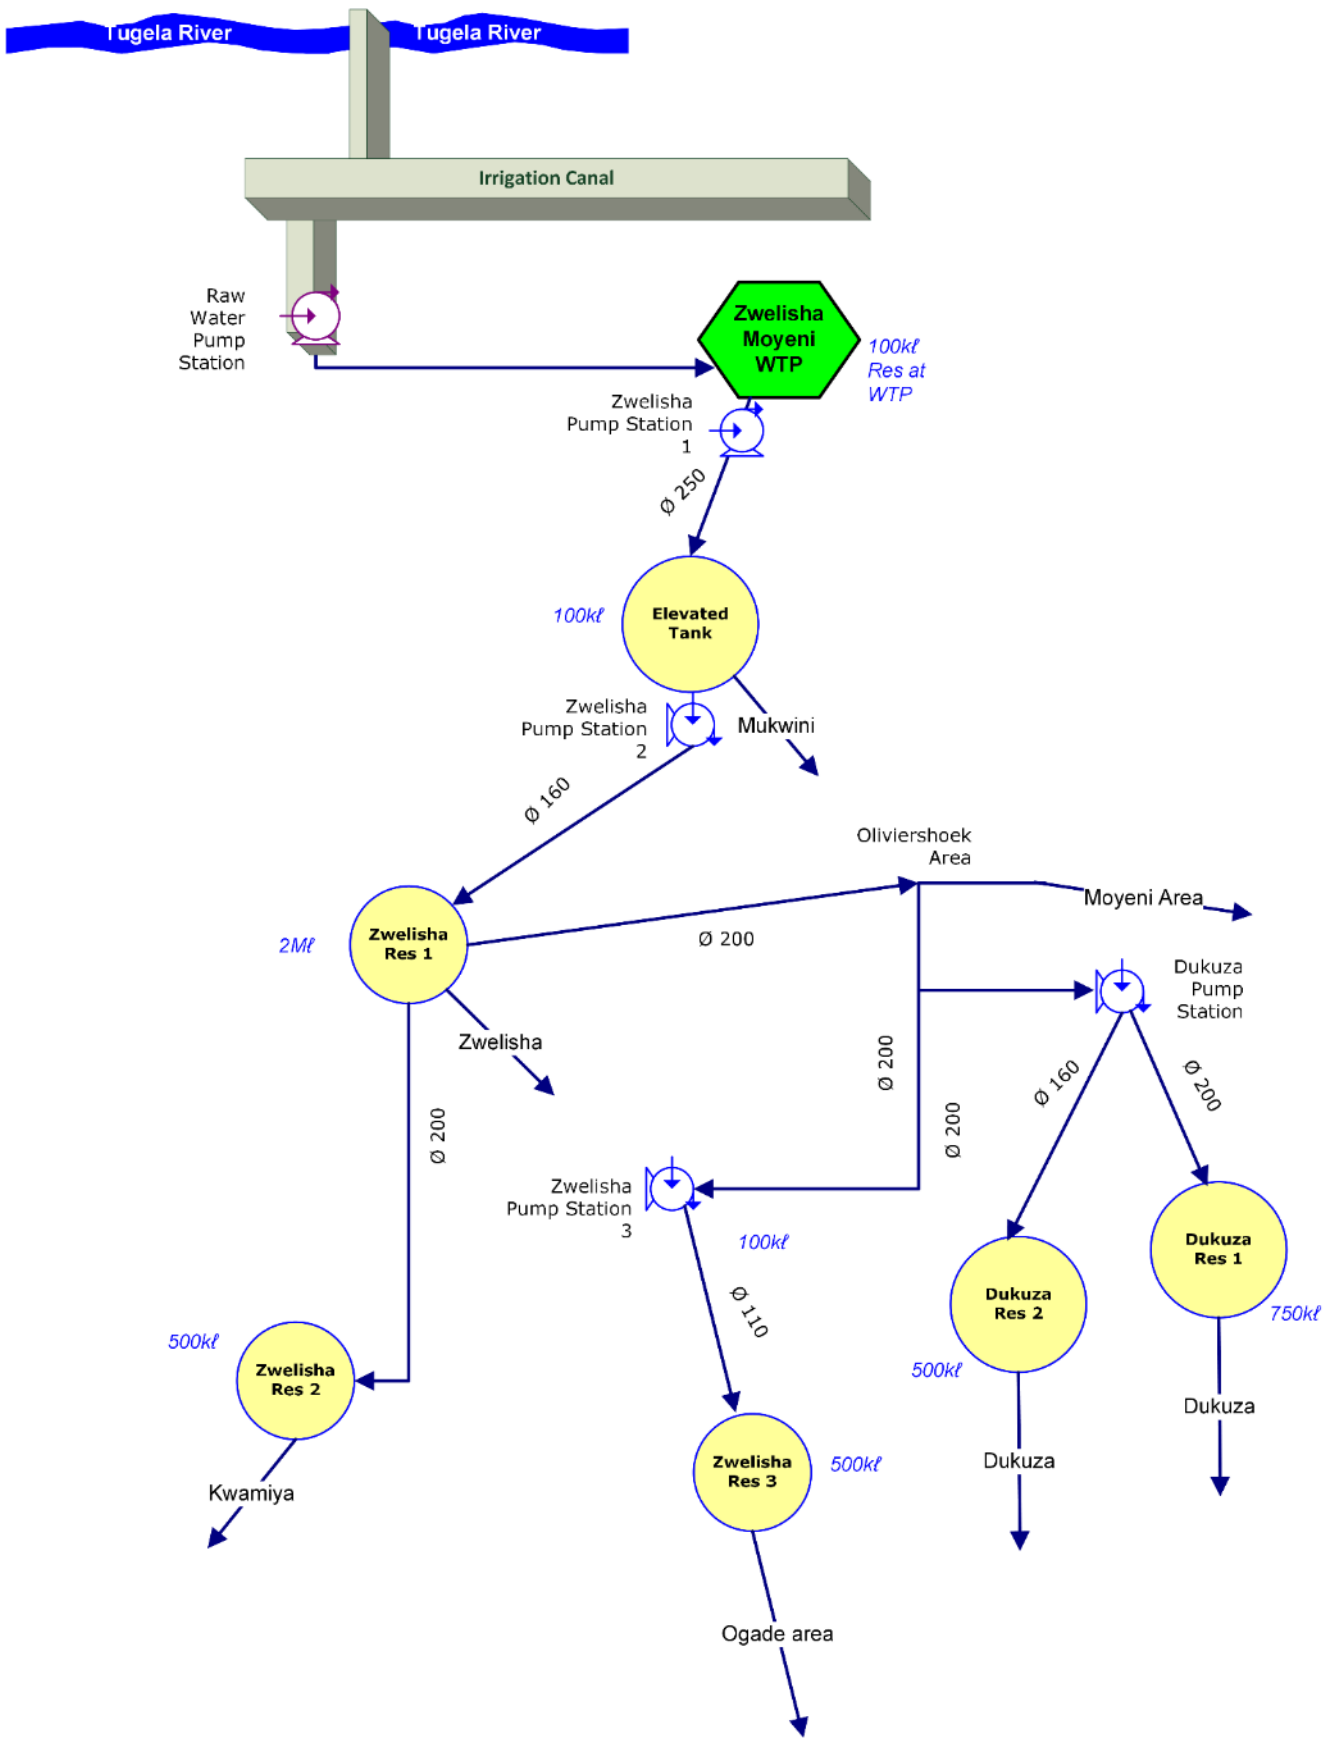 Tugela River
Tugela River
Irrigation Canal
Raw
Water
Pump
Station
Zwelisha
Moyeni
WTP
100kℓ
Res at
WTP
Zwelisha
Pump Station
1
Ø 250
100kℓ
Elevated
Tank
Zwelisha
Pump Station
2
Mukwini
Ø 160
Oliviershoek
Area
Moyeni Area
2Mℓ
Zwelisha
Res 1
Ø 200
Dukuza
Pump
Station
Zwelisha
Ø 200
Ø 200
Ø 200
Ø 160
Ø 200
Zwelisha
Pump Station
3
100kℓ
Dukuza
Res 1
750kℓ
Dukuza
Res 2
500kℓ
Ø 110
500kℓ
Zwelisha
Res 2
Dukuza
Dukuza
Zwelisha
Res 3
500kℓ
Kwamiya
Ogade area